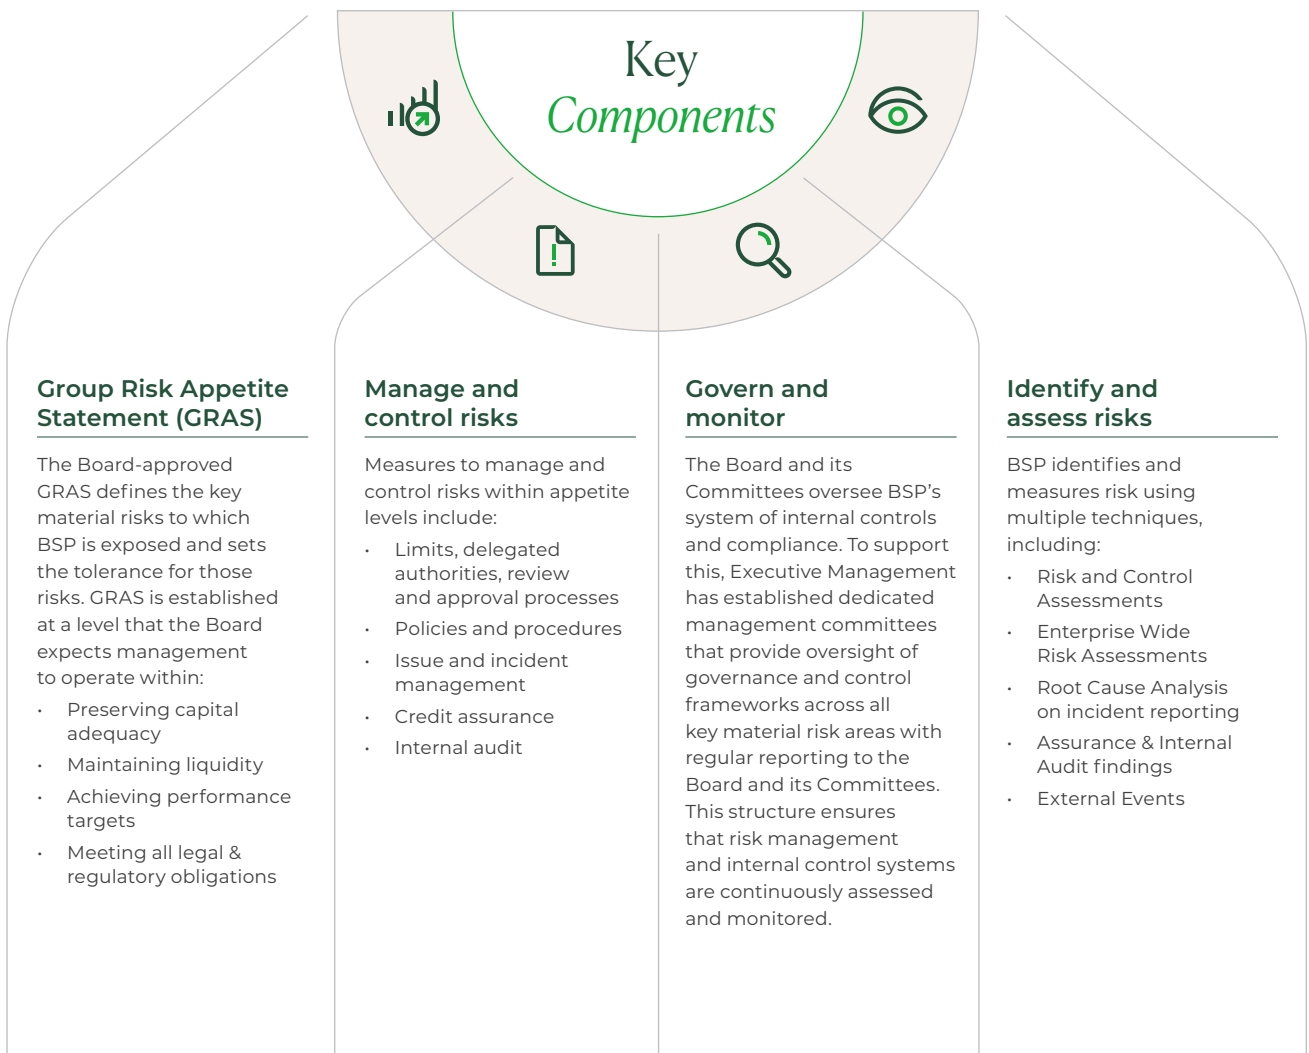 Key
Components
Group Risk Appetite
Statement (GRAS)
The Board-approved
GRAS defines the key
material risks to which
BSP is exposed and sets
the tolerance for those
risks. GRAS is established
at a level that the Board
expects management
to operate within:
• Preserving capital
adequacy
• Maintaining liquidity
• Achieving performance
targets
• Meeting all legal &
regulatory obligations
Manage and
control risks
Measures to manage and
control risks within appetite
levels include:
• Limits, delegated
authorities, review
and approval processes
• Policies and procedures
• Issue and incident
management
• Credit assurance
• Internal audit
Govern and
monitor
The Board and its
Committees oversee BSP’s
system of internal controls
and compliance. To support
this, Executive Management
has established dedicated
management committees
that provide oversight of
governance and control
frameworks across all
key material risk areas with
regular reporting to the
Board and its Committees.
This structure ensures
that risk management
and internal control systems
are continuously assessed
and monitored.
Identify and
assess risks
BSP identifies and
measures risk using
multiple techniques,
including:
• Risk and Control
Assessments
• Enterprise Wide
Risk Assessments
• Root Cause Analysis
on incident reporting
• Assurance & Internal
Audit findings
• External Events